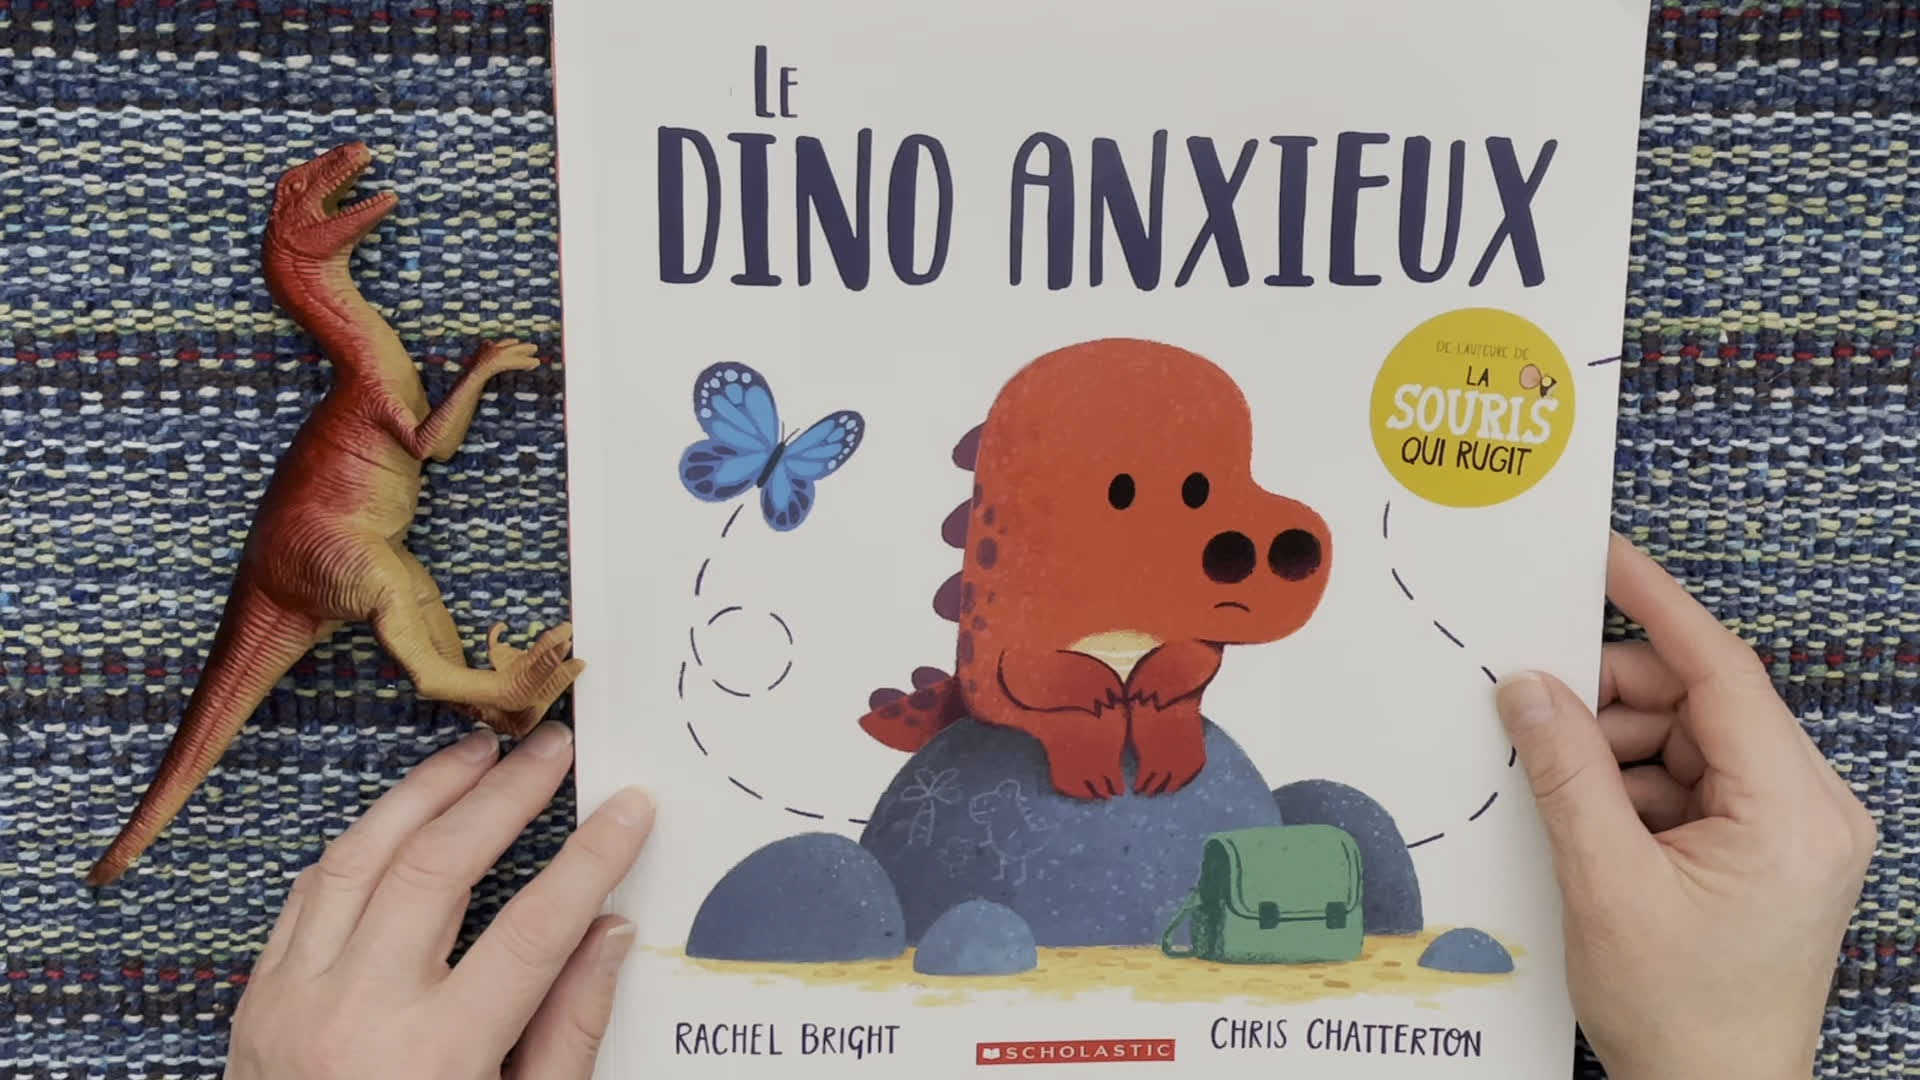 LE
DINO ANXIEUX
DE L'AUTEURE DE
LA
SOURIS
QUI RUGIT
RACHEL BRIGHT
SCHOLASTIC
CHRIS CHATTERTON